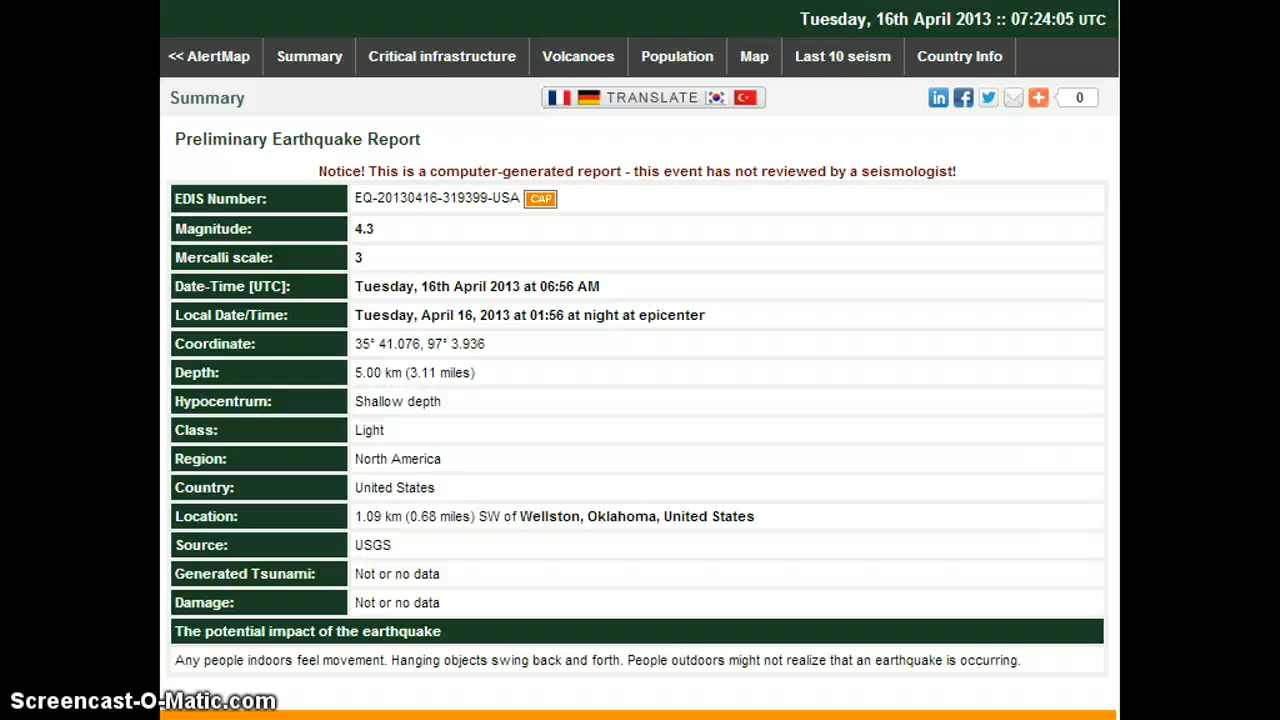 Tuesday, 16th April 2013 :: 07:24:05 UTC
<< AlertMap Summary Critical infrastructure Volcanoes Population Map Last 10 seism Country Info
Summary TRANSLATE 0
Preliminary Earthquake Report
Notice! This is a computer-generated report - this event has not reviewed by a seismologist!
EDIS Number: EQ-20130416-319399-USA CAP
Magnitude: 4.3
Mercalli scale: 3
Date-Time [UTC]: Tuesday, 16th April 2013 at 06:56 AM
Local Date/Time: Tuesday, April 16, 2013 at 01:56 at night at epicenter
Coordinate: 35° 41.076, 97° 3.936
Depth: 5.00 km (3.11 miles)
Hypocentrum: Shallow depth
Class: Light
Region: North America
Country: United States
Location: 1.09 km (0.68 miles) SW of Wellston, Oklahoma, United States
Source: USGS
Generated Tsunami: Not or no data
Damage: Not or no data
The potential impact of the earthquake
Any people indoors feel movement. Hanging objects swing back and forth. People outdoors might not realize that an earthquake is occurring.
Screencast-O-Matic.com